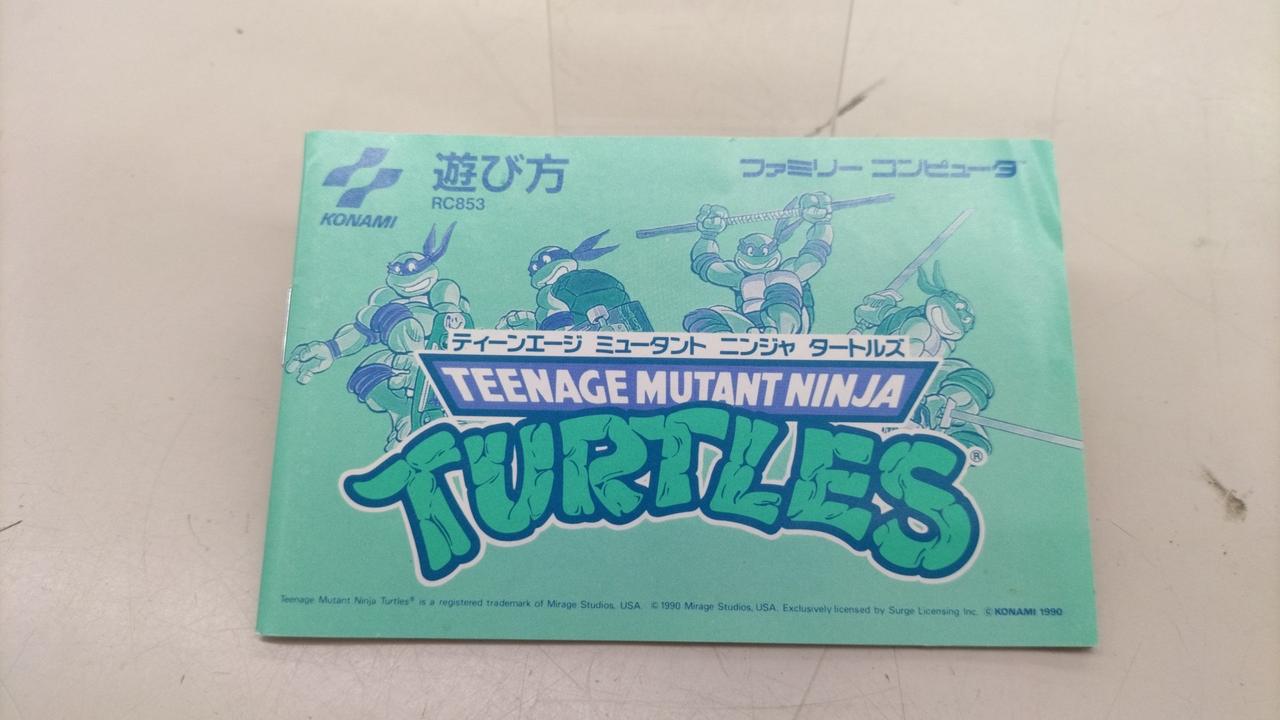 KONAMI
遊び方
RC853
ファミリー コンピュータ™
ティーンエージ ミュータント ニンジャ タートルズ
TEENAGE MUTANT NINJA
TURTLES®
Teenage Mutant Ninja Turtles® is a registered trademark of Mirage Studios, USA. ©1990 Mirage Studios, USA. Exclusively licensed by Surge Licensing Inc. ©KONAMI 1990